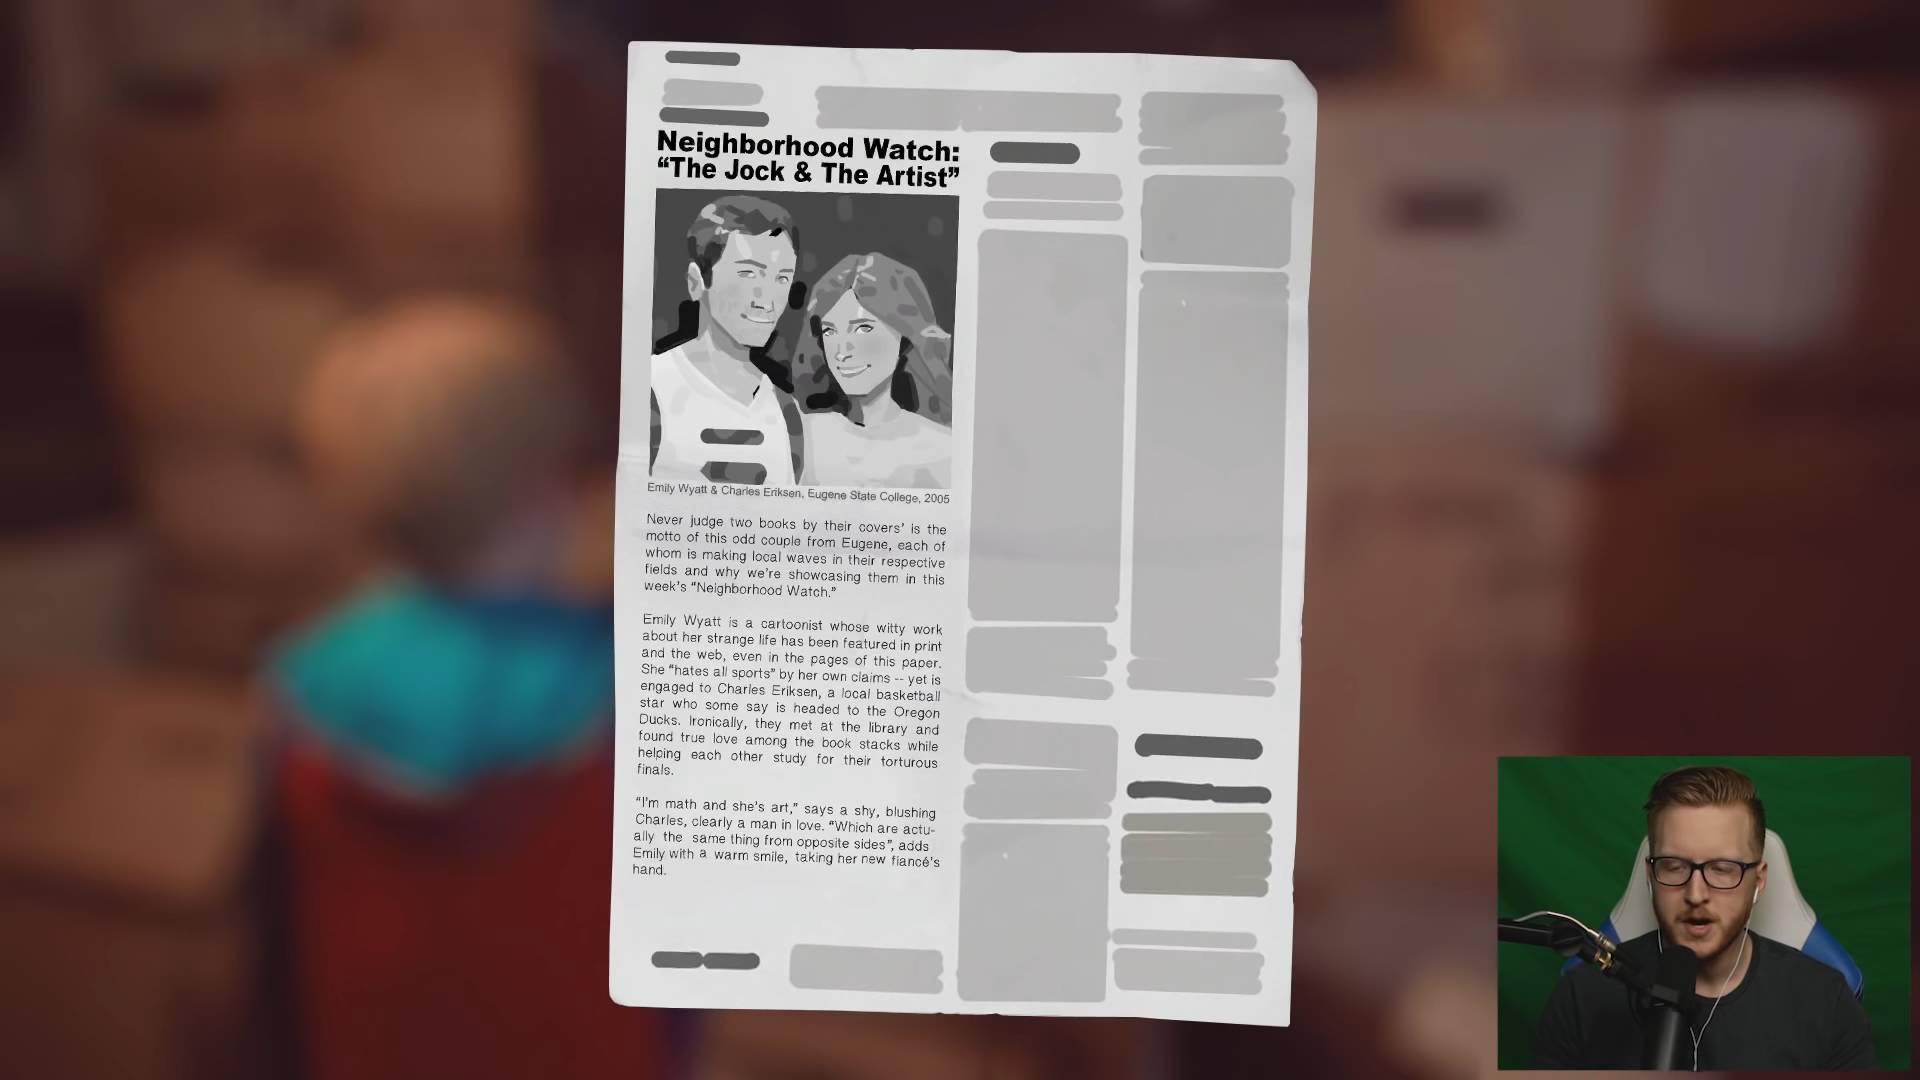 Neighborhood Watch:
“The Jock & The Artist”
Emily Wyatt & Charles Eriksen, Eugene State College, 2005
Never judge two books by their covers’ is the
motto of this odd couple from Eugene, each of
whom is making local waves in their respective
fields and why we’re showcasing them in this
week’s “Neighborhood Watch.”
Emily Wyatt is a cartoonist whose witty work
about her strange life has been featured in print
and the web, even in the pages of this paper.
She “hates all sports” by her own claims -- yet is
engaged to Charles Eriksen, a local basketball
star who some say is headed to the Oregon
Ducks. Ironically, they met at the library and
found true love among the book stacks while
helping each other study for their torturous
finals.
“I’m math and she’s art,” says a shy, blushing
Charles, clearly a man in love. “Which are actu-
ally the same thing from opposite sides”, adds
Emily with a warm smile, taking her new fiancé’s
hand.